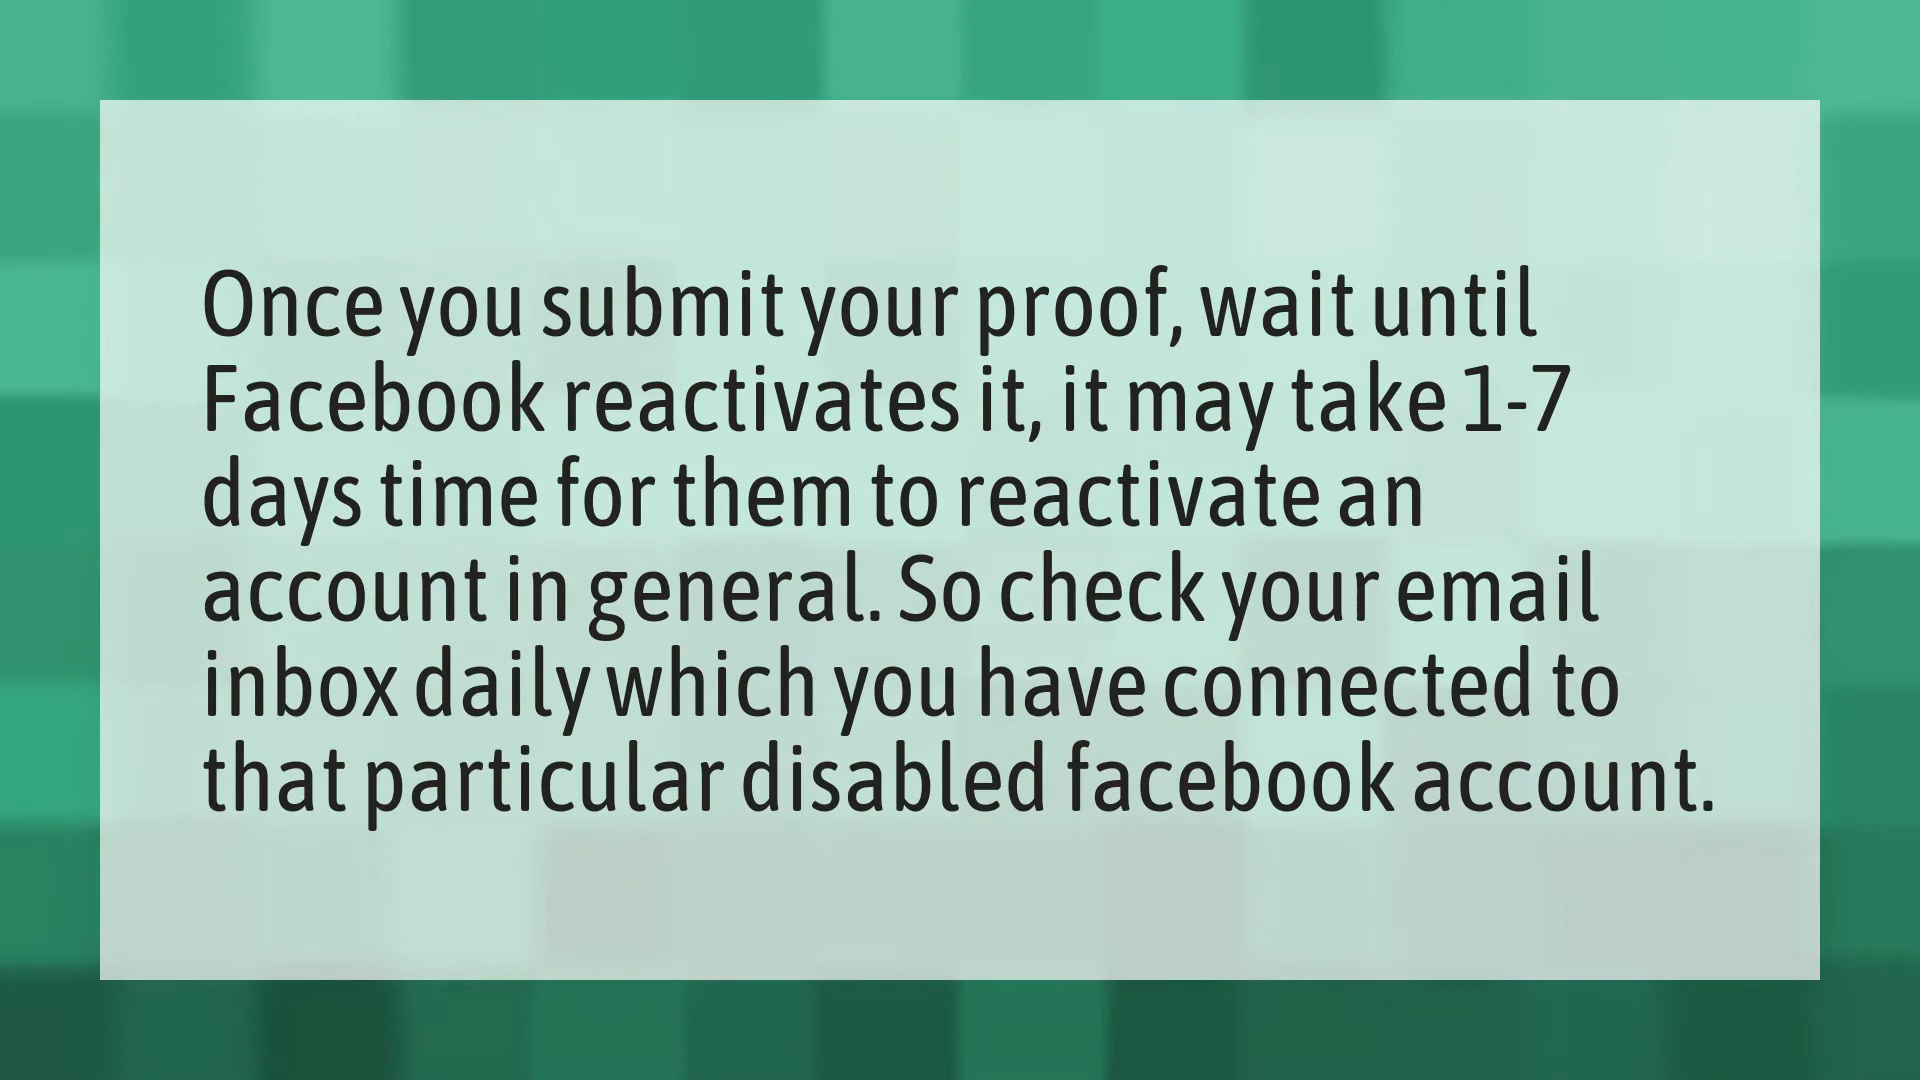 Once you submit your proof, wait until
Facebook reactivates it, it may take 1-7
days time for them to reactivate an
account in general. So check your email
inbox daily which you have connected to
that particular disabled facebook account.